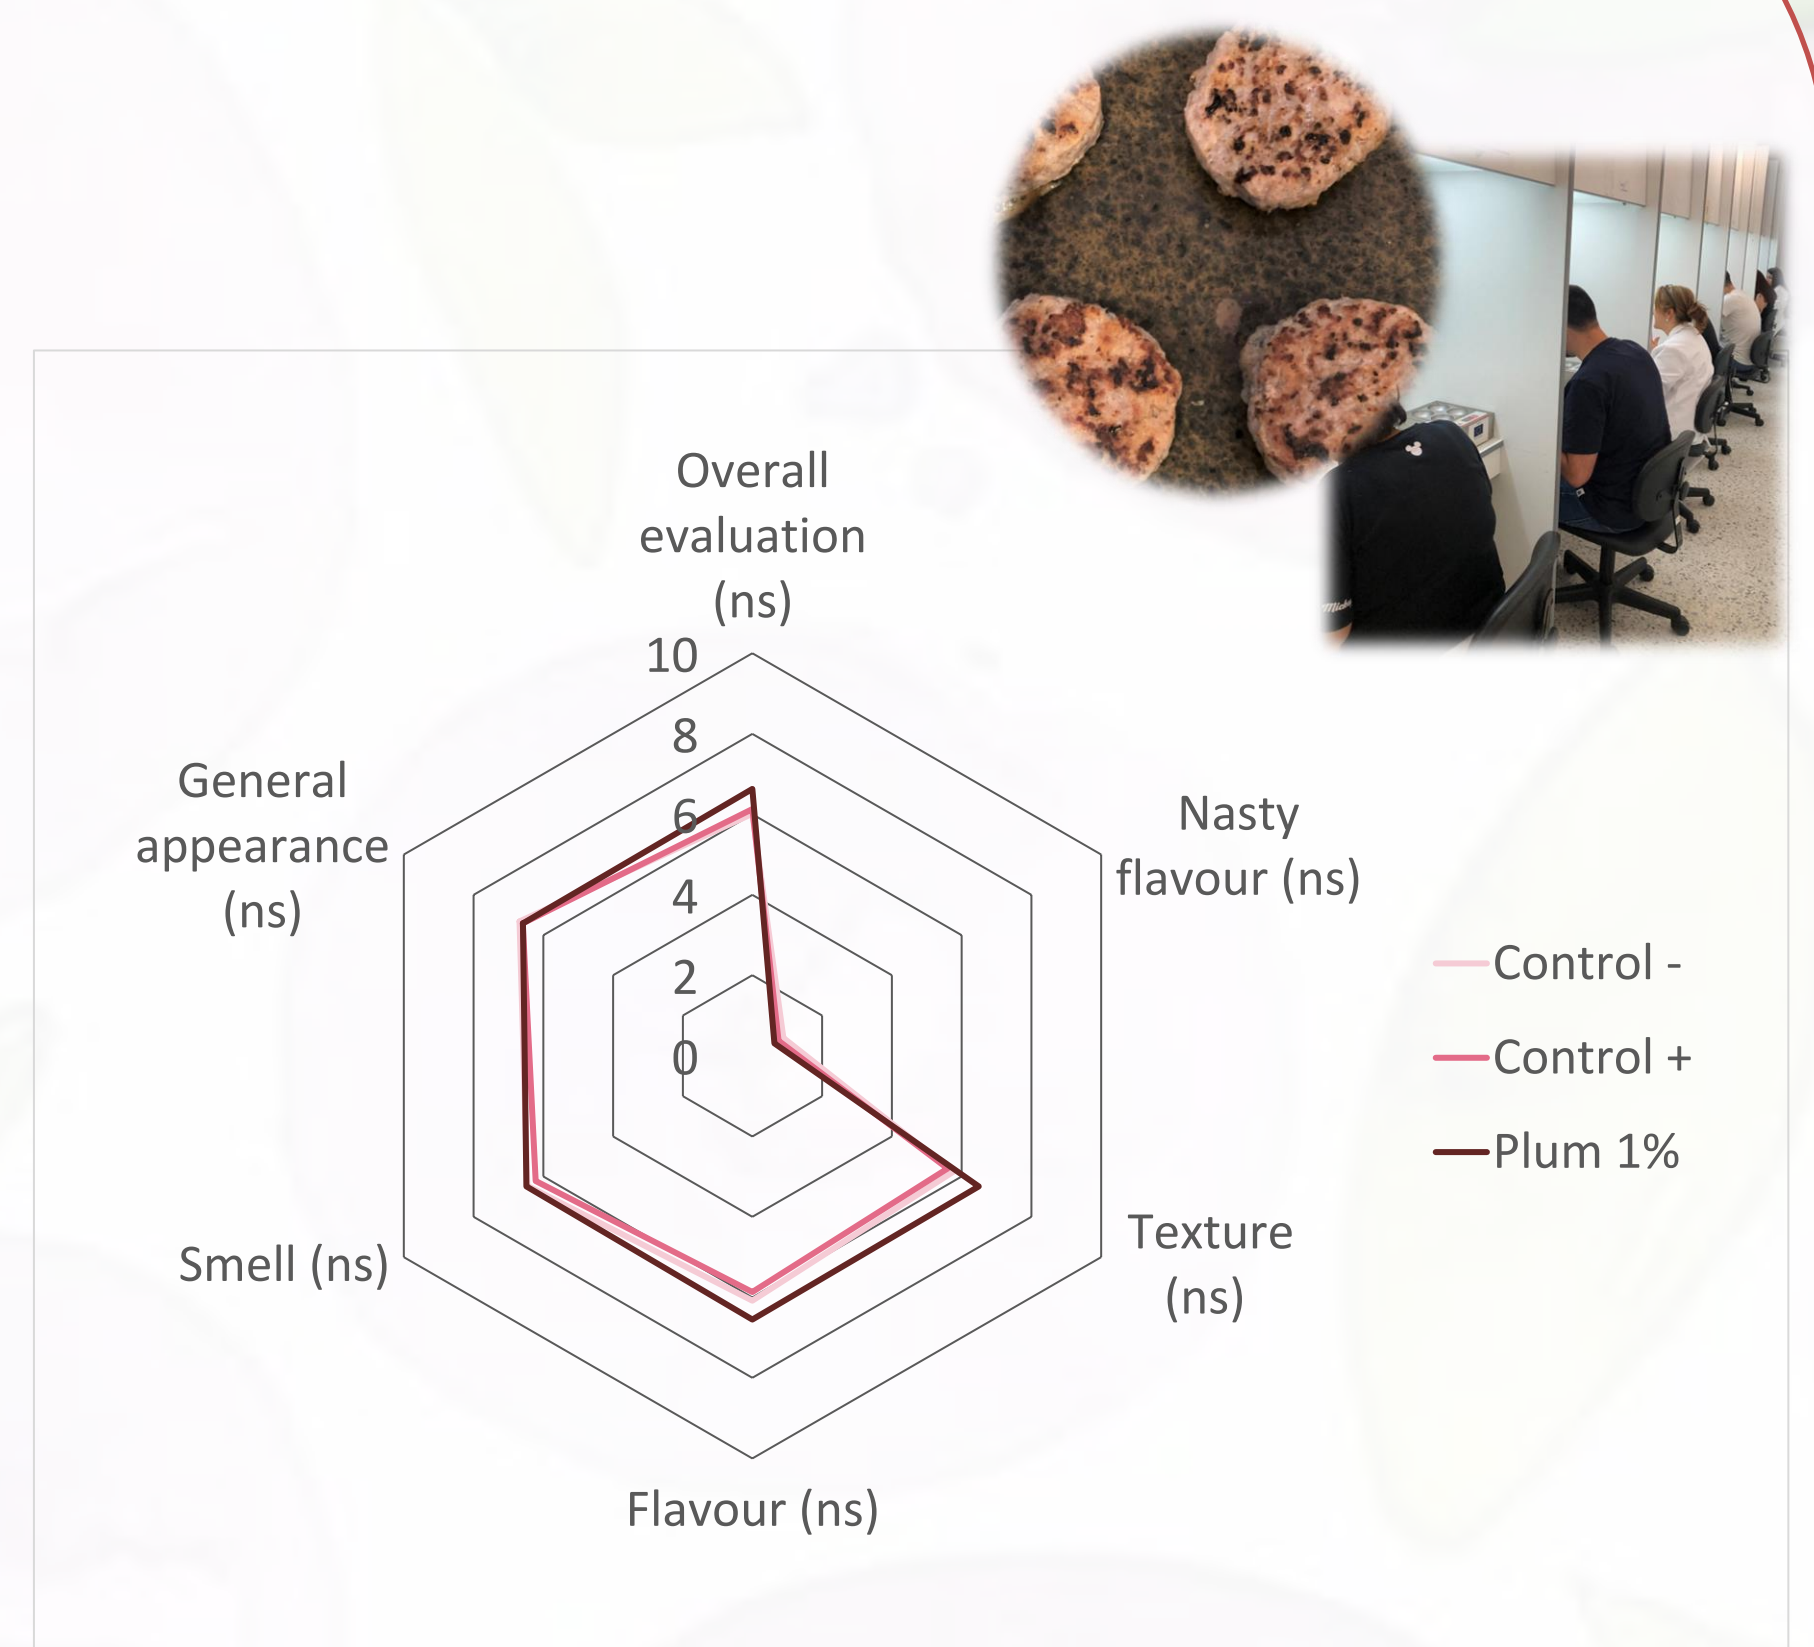 Overall
evaluation
(ns)
10
8
6
4
2
0
General
appearance
(ns)
Nasty
flavour (ns)
Control -
Control +
Plum 1%
Smell (ns)
Texture
(ns)
Flavour (ns)